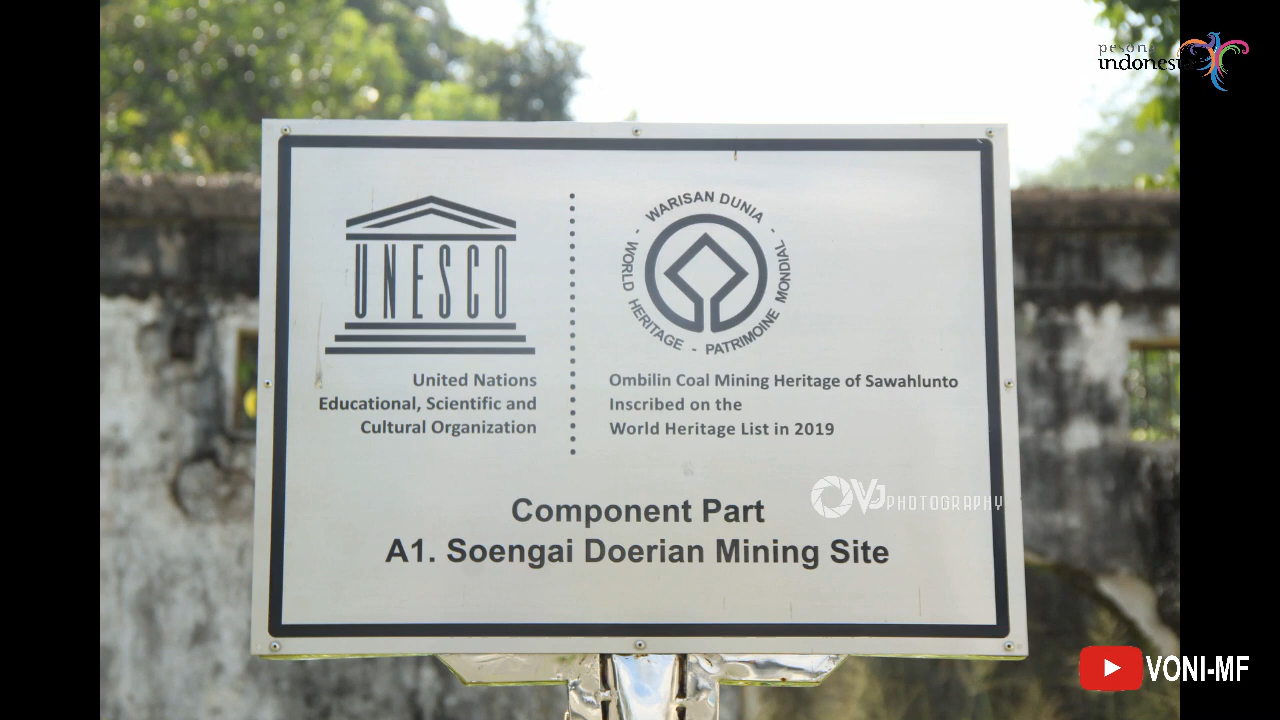 pesona
indonesia
WARISAN DUNIA - WORLD HERITAGE - PATRIMOINE MONDIAL -
UNESCO
United Nations
Educational, Scientific and
Cultural Organization
Ombilin Coal Mining Heritage of Sawahlunto
Inscribed on the
World Heritage List in 2019
VJ PHOTOGRAPHY
Component Part
A1. Soengai Doerian Mining Site
VONI-MF